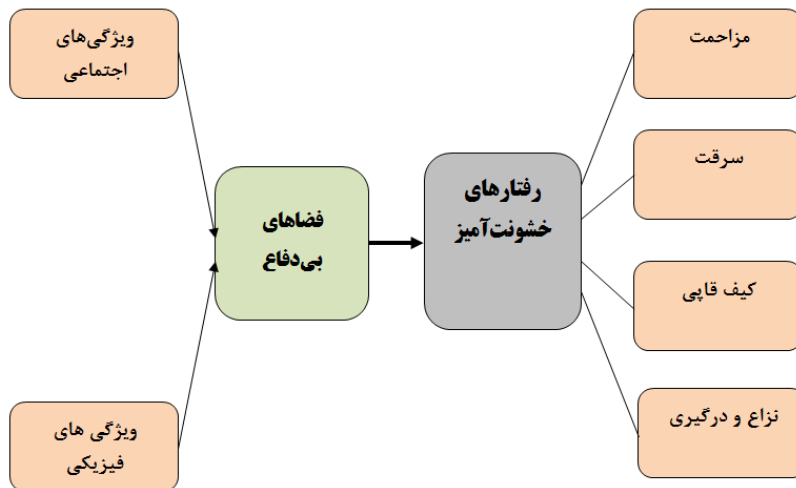 ویژگی‌های
اجتماعی
مزاحمت
سرقت
فضاهای
بی‌دفاع
رفتارهای
خشونت‌آمیز
کیف قاپی
ویژگی های
فیزیکی
نزاع و درگیری